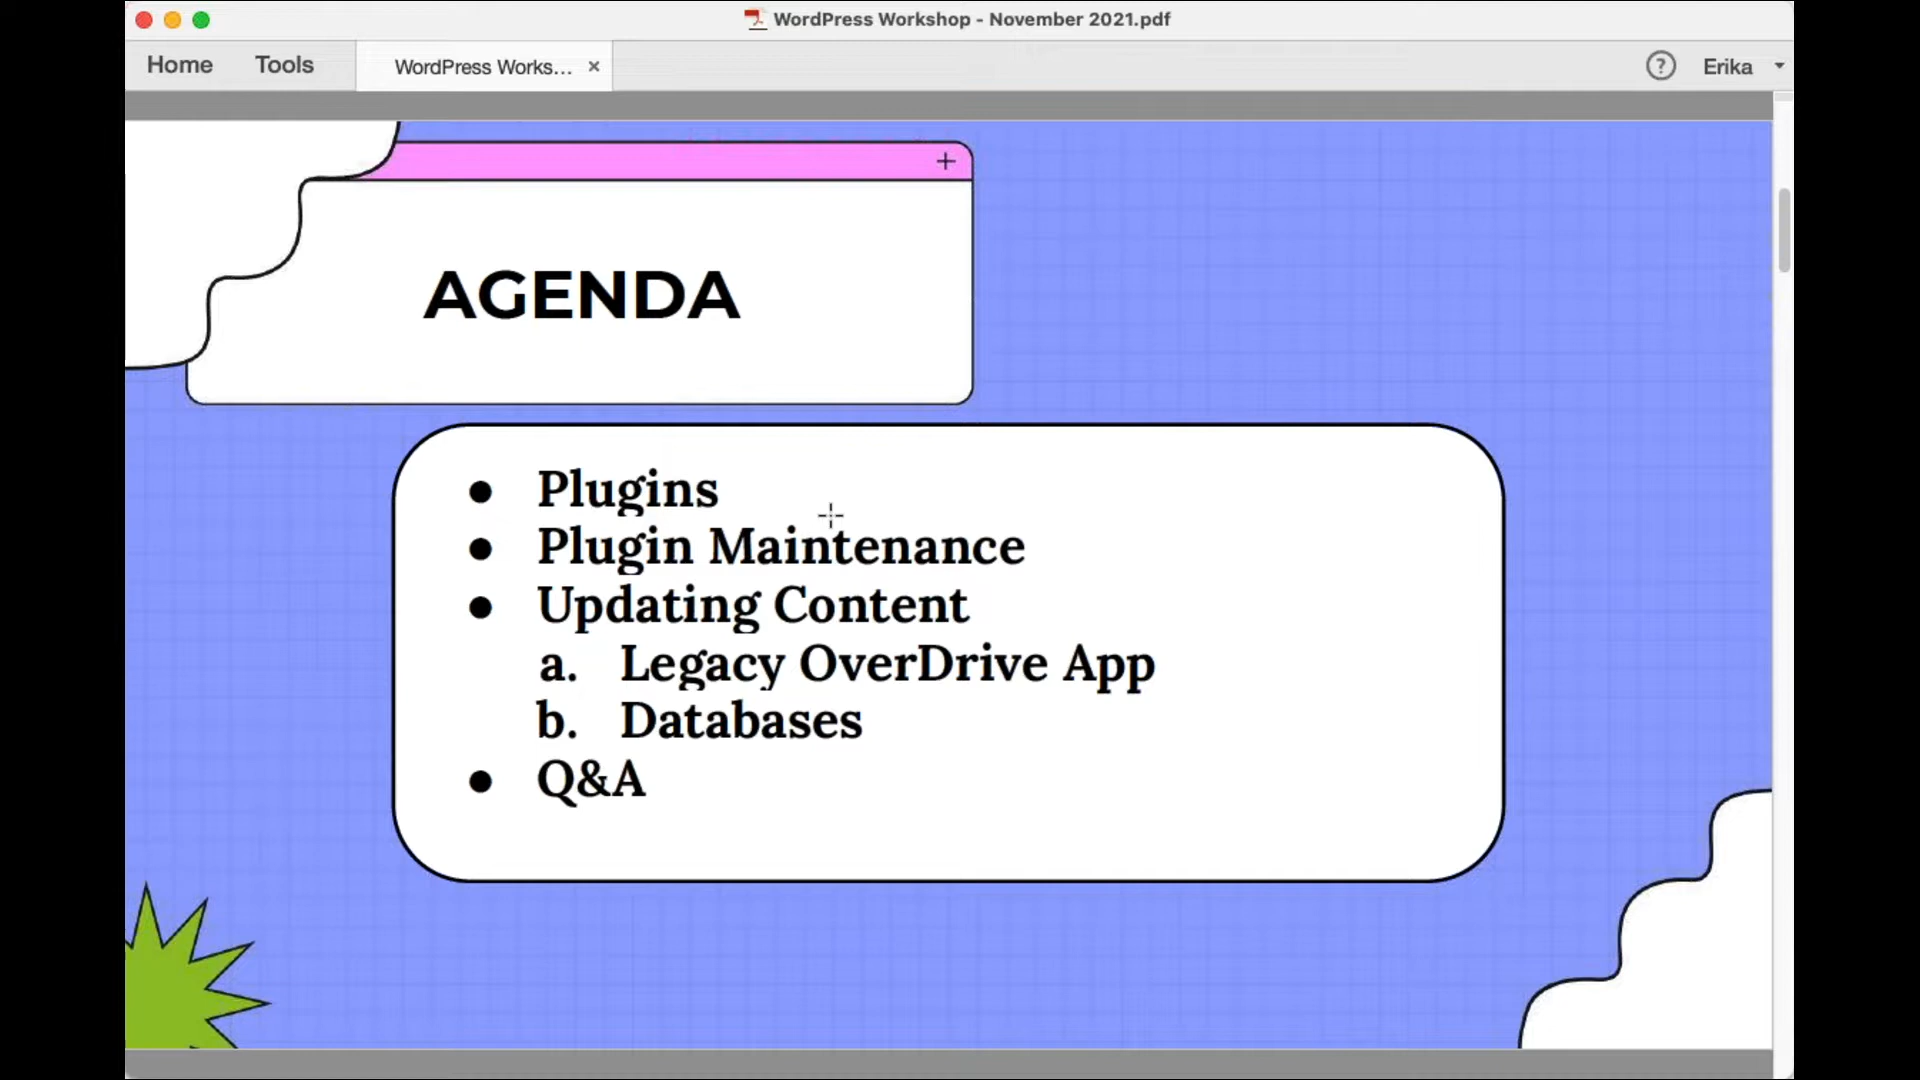 WordPress Workshop - November 2021.pdf
Home Tools WordPress Works... × ? Erika
+
AGENDA
● Plugins
● Plugin Maintenance
● Updating Content
a. Legacy OverDrive App
b. Databases
● Q&A